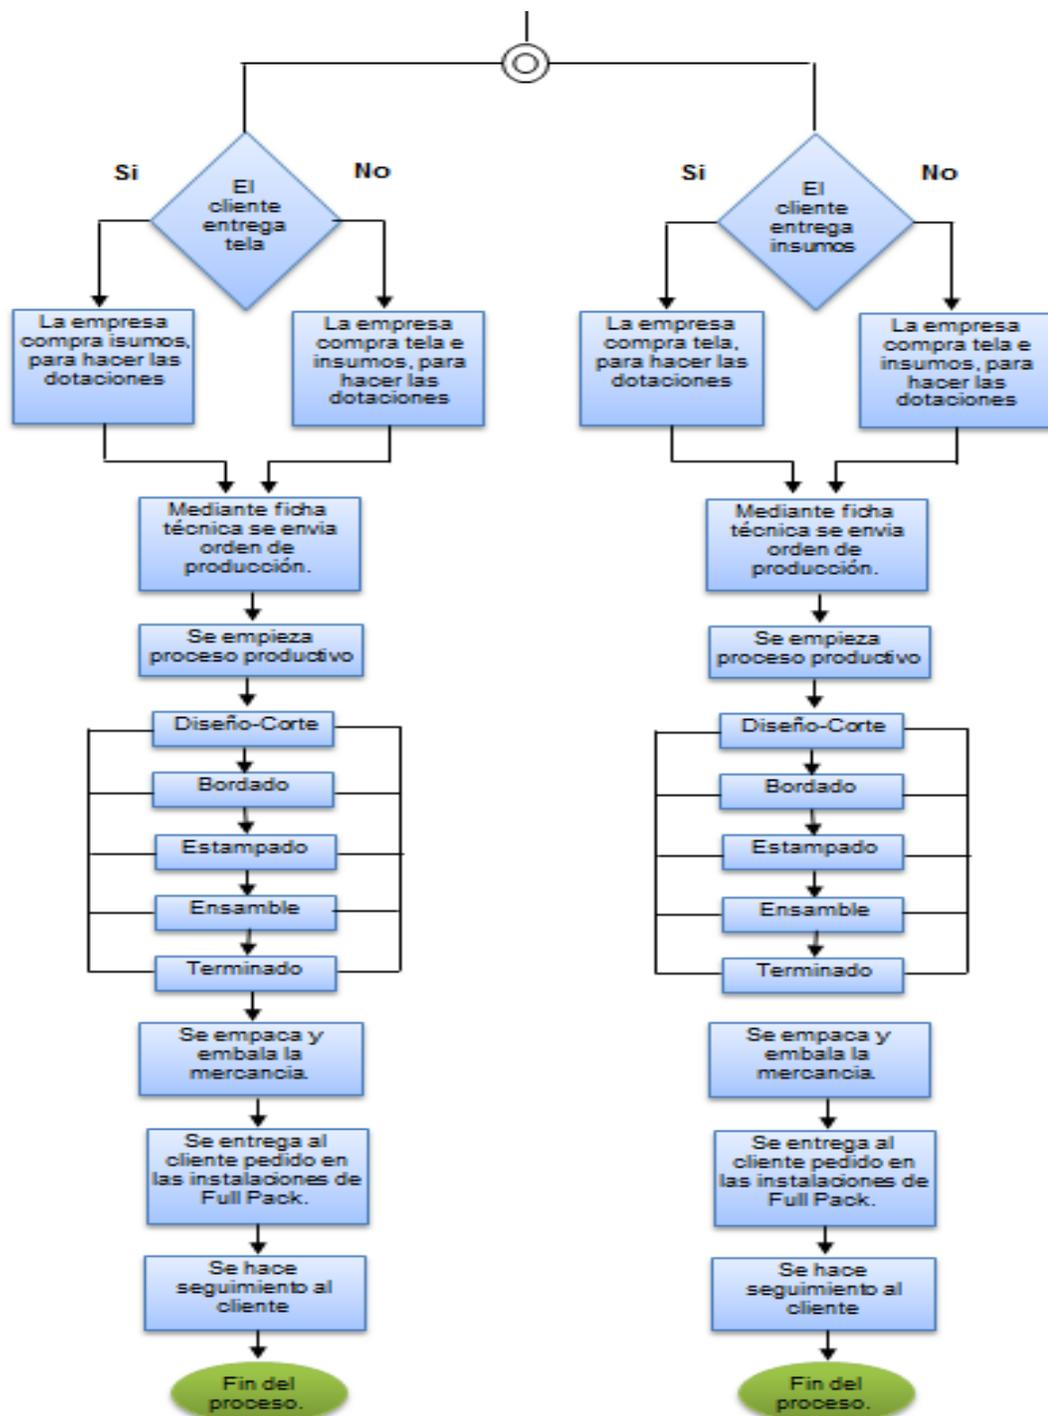 Si
No
El
cliente
entrega
tela
La empresa
compra isumos,
para hacer las
dotaciones
La empresa
compra tela e
insumos, para
hacer las
dotaciones
Mediante ficha
técnica se envia
orden de
producción.
Se empieza
proceso productivo
Diseño-Corte
Bordado
Estampado
Ensamble
Terminado
Se empaca y
embala la
mercancia.
Se entrega al
cliente pedido en
las instalaciones de
Full Pack.
Se hace
seguimiento al
cliente
Fin del
proceso.
Si
No
El
cliente
entrega
insumos
La empresa
compra tela,
para hacer las
dotaciones
La empresa
compra tela e
insumos, para
hacer las
dotaciones
Mediante ficha
técnica se envia
orden de
producción.
Se empieza
proceso productivo
Diseño-Corte
Bordado
Estampado
Ensamble
Terminado
Se empaca y
embala la
mercancia.
Se entrega al
cliente pedido en
las instalaciones de
Full Pack.
Se hace
seguimiento al
cliente
Fin del
proceso.